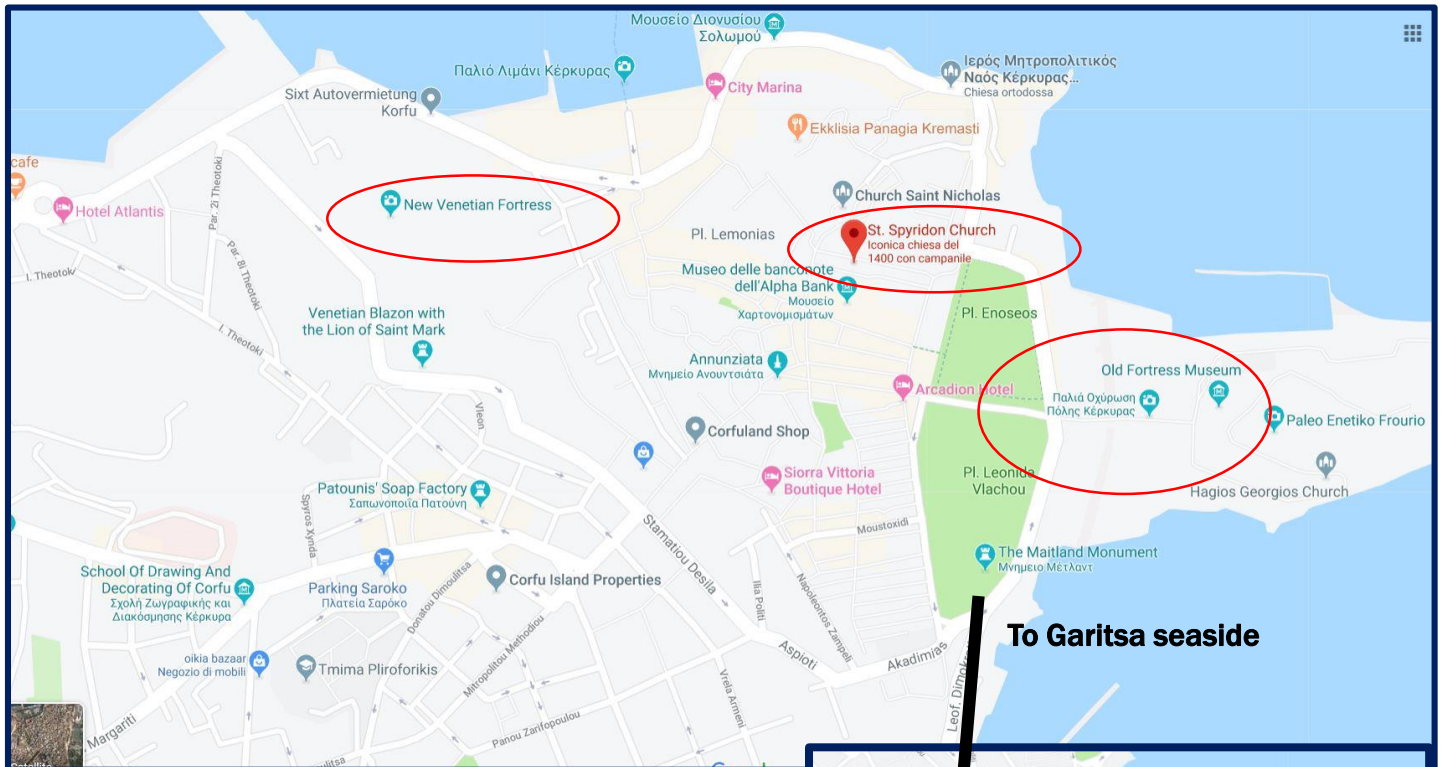 Μουσείο Διονυσίου
Σολωμού
Παλιό Λιμάνι Κέρκυρας
City Marina
Ιερός Μητροπολιτικός
Ναός Κέρκυρας...
Chiesa ortodossa
Sixt Autovermietung
Korfu
Ekklisia Panagia Kremasti
cafe
Hotel Atlantis
Par. 2i Theotoki
New Venetian Fortress
Church Saint Nicholas
Pl. Lemonias
St. Spyridon Church
Iconica chiesa del
1400 con campanile
Par. 8i Theotoki
I. Theotok
Museo delle banconote
dell'Alpha Bank
Μουσείο
Χαρτονομισμάτων
Venetian Blazon with
the Lion of Saint Mark
Pl. Enoseos
I. Theotoki
Annunziata
Μνημείο Ανουντσιάτα
Arcadion Hotel
Old Fortress Museum
Παλιά Οχύρωση
Πόλης Κέρκυρας
Paleo Enetiko Frourio
Vleon
Corfuland Shop
Siorra Vittoria
Boutique Hotel
Pl. Leonida
Vlachou
Hagios Georgios Church
Patounis' Soap Factory
Σαπωνοποιΐα Πατούνη
Spyros Xynda
Stamatiou Desila
Moustoxidi
The Maitland Monument
Μνημείο Μέτλαντ
School Of Drawing And
Decorating Of Corfu
Σχολή Ζωγραφικής και
Διακόσμησης Κέρκυρα
Parking Saroko
Πλατεία Σαρόκο
Donatou Dimoulitsa
Corfu Island Properties
Ilia Politi
Napoleontos Zampeli
To Garitsa seaside
oikia bazaar
Negozio di mobili
Tmima Pliroforikis
Mitropolitou Methodiou
Aspioti
Akadimias
Vrela Armeni
Leof. Dimokra
Margariti
Panou Zarifopoulou